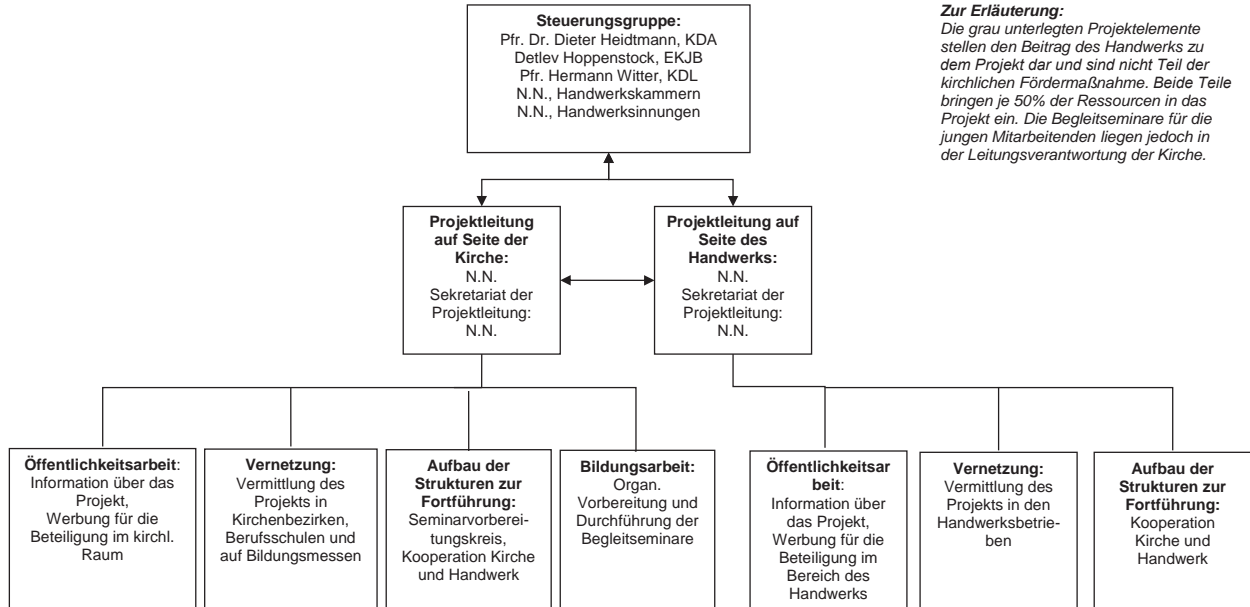 Steuerungsgruppe:
Pfr. Dr. Dieter Heidtmann, KDA
Detlev Hoppenstock, EKJB
Pfr. Hermann Witter, KDL
N.N., Handwerkskammern
N.N., Handwerksinnungen
Zur Erläuterung:
Die grau unterlegten Projektelemente
stellen den Beitrag des Handwerks zu
dem Projekt dar und sind nicht Teil der
kirchlichen Fördermaßnahme. Beide Teile
bringen je 50% der Ressourcen in das
Projekt ein. Die Begleitseminare für die
jungen Mitarbeitenden liegen jedoch in
der Leitungsverantwortung der Kirche.
Projektleitung
auf Seite der
Kirche:
N.N.
Sekretariat der
Projektleitung:
N.N.
Projektleitung auf
Seite des
Handwerks:
N.N.
Sekretariat der
Projektleitung:
N.N.
Öffentlichkeitsarbeit:
Information über das
Projekt,
Werbung für die
Beteiligung im kirchl.
Raum
Vernetzung:
Vermittlung des
Projekts in
Kirchenbezirken,
Berufsschulen und
auf Bildungsmessen
Aufbau der
Strukturen zur
Fortführung:
Seminarvorberei-
tungskreis,
Kooperation Kirche
und Handwerk
Bildungsarbeit:
Organ.
Vorbereitung und
Durchführung der
Begleitseminare
Öffentlichkeitsar
beit:
Information über
das Projekt,
Werbung für die
Beteiligung im
Bereich des
Handwerks
Vernetzung:
Vermittlung des
Projekts in den
Handwerksbetrie-
ben
Aufbau der
Strukturen zur
Fortführung:
Kooperation
Kirche und
Handwerk